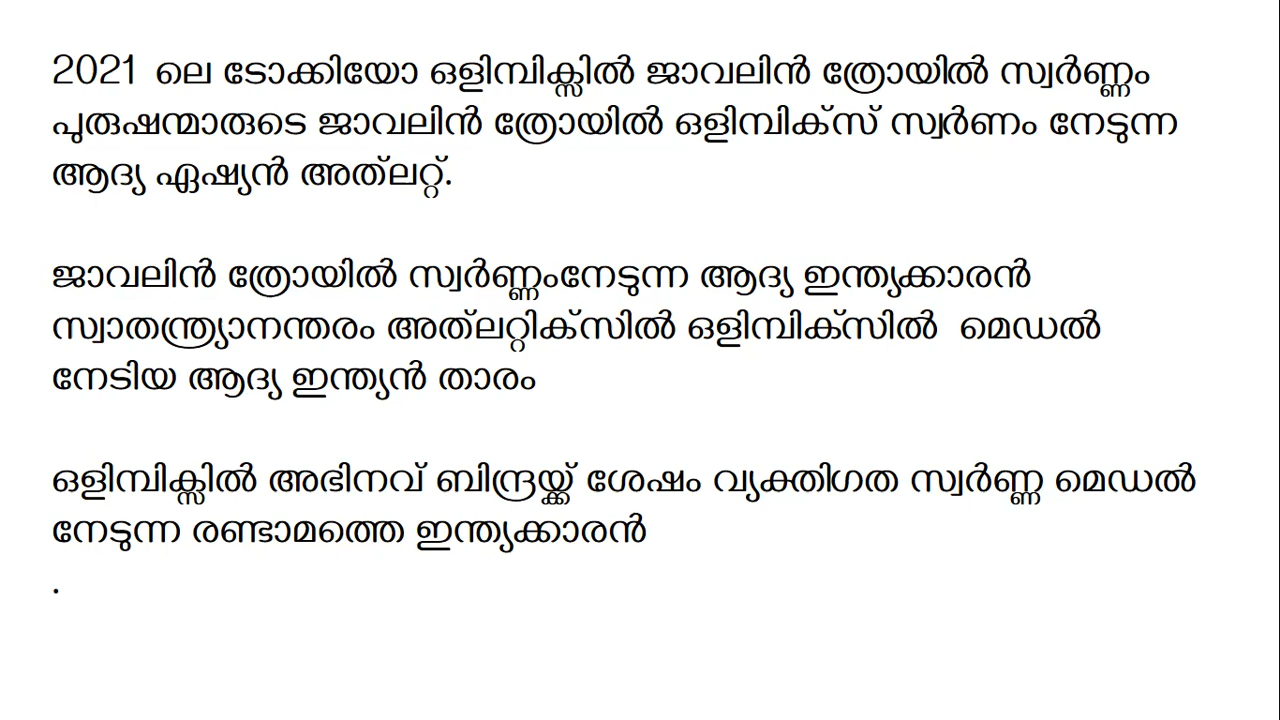 2021 ലെ ടോക്കിയോ ഒളിമ്പിക്സിൽ ജാവലിൻ ത്രോയിൽ സ്വർണ്ണം
പുരുഷന്മാരുടെ ജാവലിൻ ത്രോയിൽ ഒളിമ്പിക്‌സ് സ്വർണം നേടുന്ന
ആദ്യ ഏഷ്യൻ അത്‌ലറ്റ്.
ജാവലിൻ ത്രോയിൽ സ്വർണ്ണംനേടുന്ന ആദ്യ ഇന്ത്യക്കാരൻ
സ്വാതന്ത്ര്യാനന്തരം അത്‌ലറ്റിക്‌സിൽ ഒളിമ്പിക്‌സിൽ മെഡൽ
നേടിയ ആദ്യ ഇന്ത്യൻ താരം
ഒളിമ്പിക്സിൽ അഭിനവ് ബിന്ദ്രയ്ക്ക് ശേഷം വ്യക്തിഗത സ്വർണ്ണ മെഡൽ
നേടുന്ന രണ്ടാമത്തെ ഇന്ത്യക്കാരൻ
.